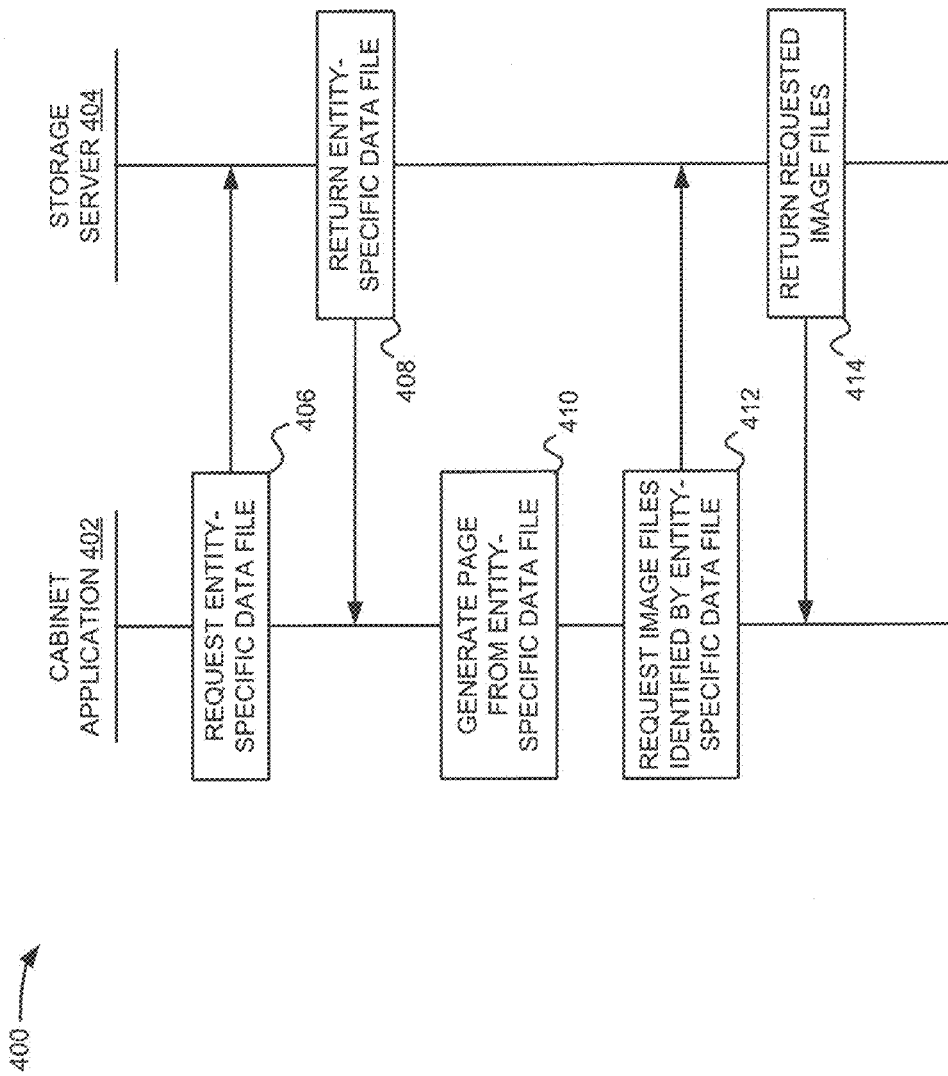 400
CABINET
APPLICATION 402
STORAGE
SERVER 404
REQUEST ENTITY-
SPECIFIC DATA FILE
406
RETURN ENTITY-
SPECIFIC DATA FILE
408
GENERATE PAGE
FROM ENTITY-
SPECIFIC DATA FILE
410
REQUEST IMAGE FILES
IDENTIFIED BY ENTITY-
SPECIFIC DATA FILE
412
RETURN REQUESTED
IMAGE FILES
414